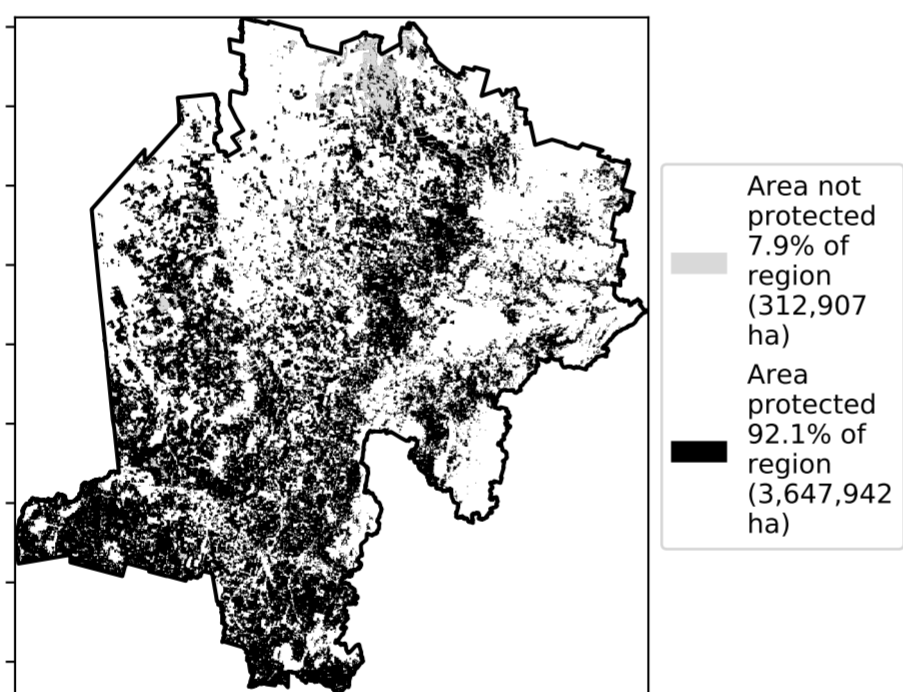 Area not
protected
7.9% of
region
(312,907
ha)
Area
protected
92.1% of
region
(3,647,942
ha)